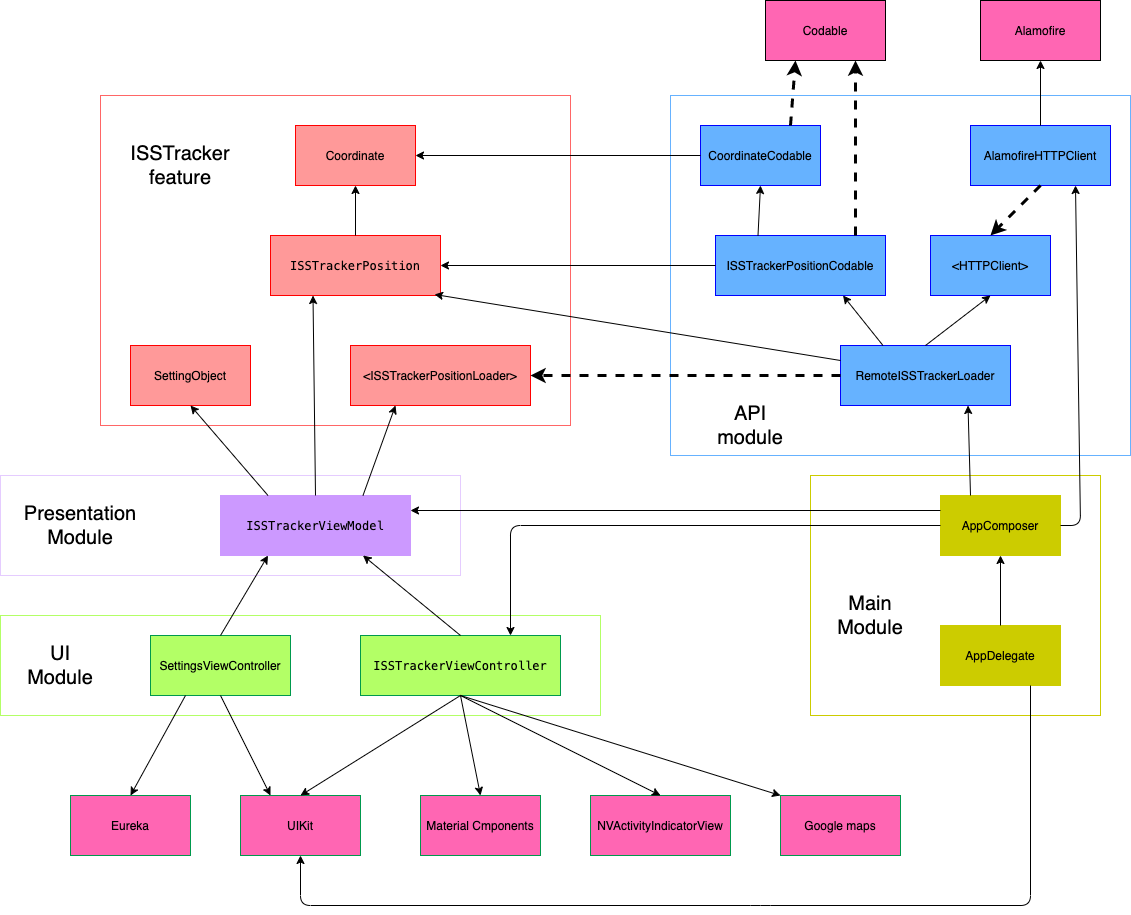 Codable
Alamofire
ISSTracker
feature
Coordinate
CoordinateCodable
AlamofireHTTPClient
ISSTrackerPosition
ISSTrackerPositionCodable
<HTTPClient>
SettingObject
<ISSTrackerPositionLoader>
RemoteISSTrackerLoader
API
module
Presentation
Module
ISSTrackerViewModel
AppComposer
Main
Module
UI
Module
SettingsViewController
ISSTrackerViewController
AppDelegate
Eureka
UIKit
Material Cmponents
NVActivityIndicatorView
Google maps